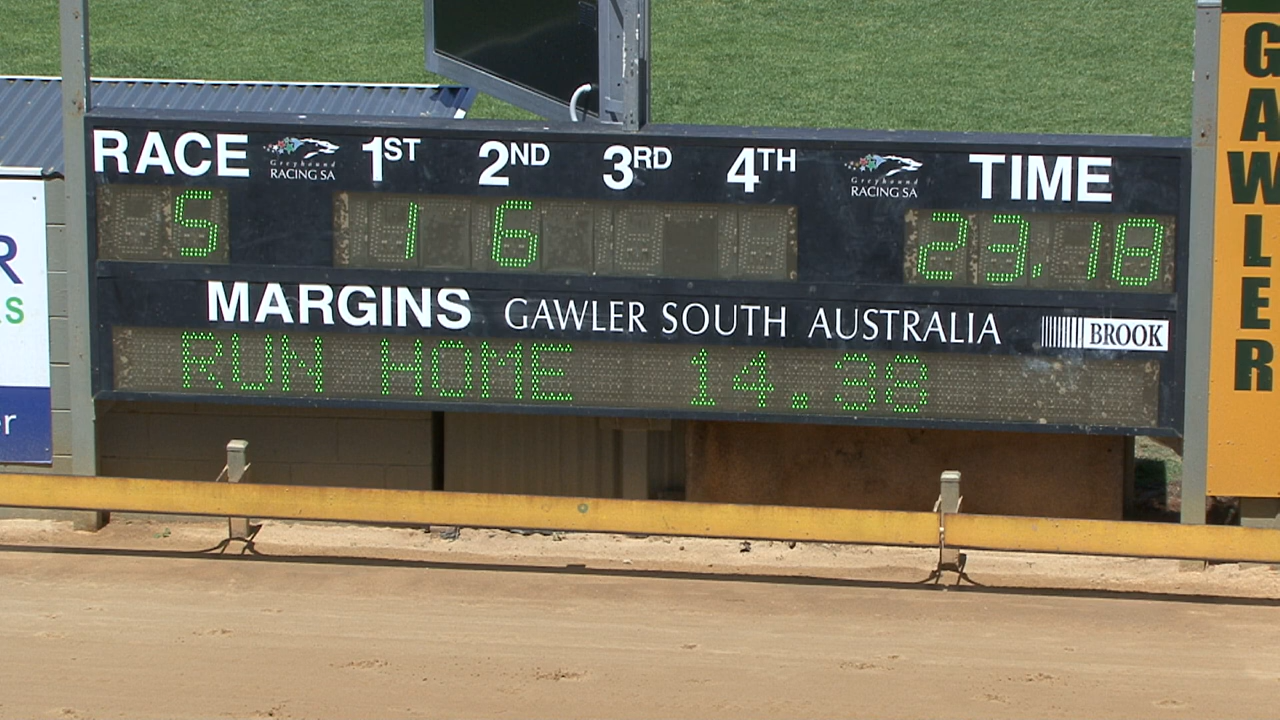 RACE Greyhound RACING SA 1ST 2ND 3RD 4TH Greyhound RACING SA TIME
5 1 6 23.18
MARGINS GAWLER SOUTH AUSTRALIA BROOK
RUN HOME 14.38
GAWLER
R
S
er